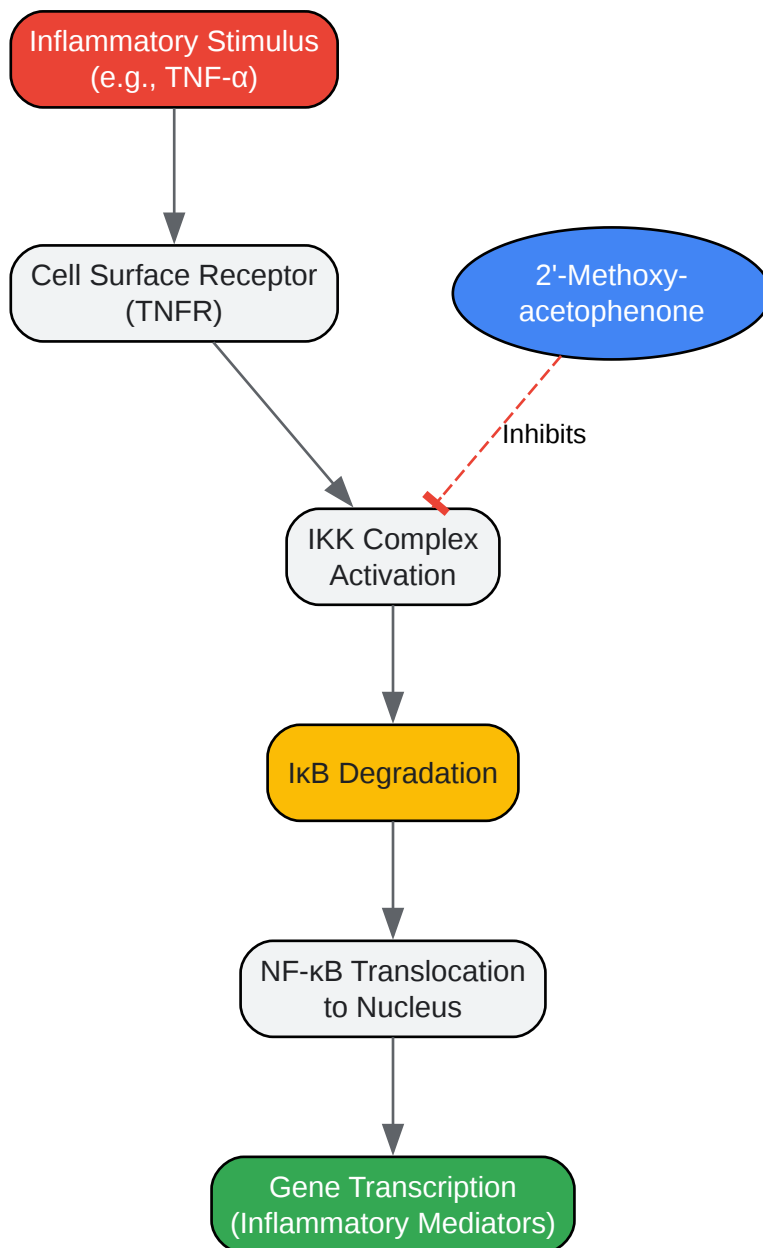 Inflammatory Stimulus
(e.g., TNF-α)
Cell Surface Receptor
(TNFR)
2'-Methoxy-
acetophenone
Inhibits
IKK Complex
Activation
IκB Degradation
NF-κB Translocation
to Nucleus
Gene Transcription
(Inflammatory Mediators)